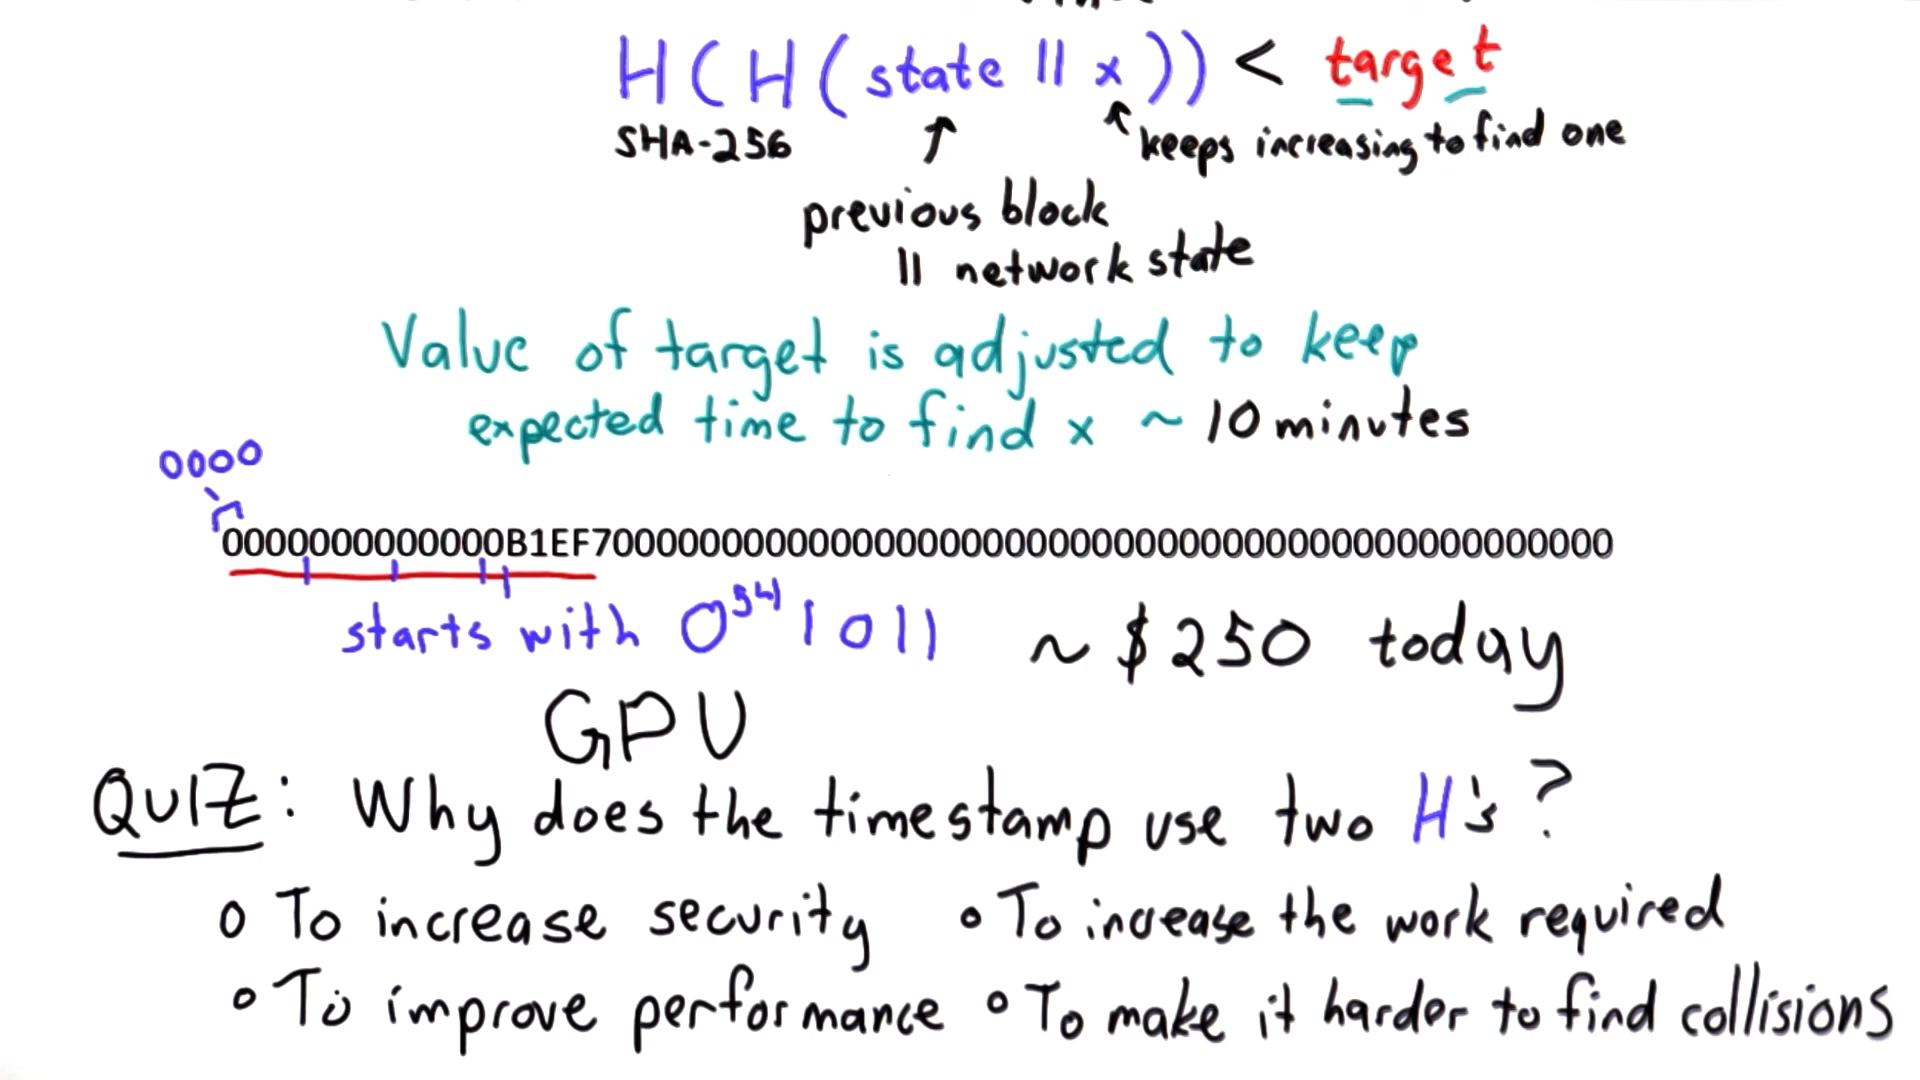 H(H(state || x)) < target
SHA-256
keeps increasing to find one
previous block
|| network state
Value of target is adjusted to keep
expected time to find x ~ 10 minutes
0000
0000000000000B1EF70000000000000000000000000000000000000000000000
starts with 0^54 1011 ~ $250 today
GPU
QUIZ: Why does the timestamp use two H's?
o To increase security o To increase the work required
o To improve performance o To make it harder to find collisions